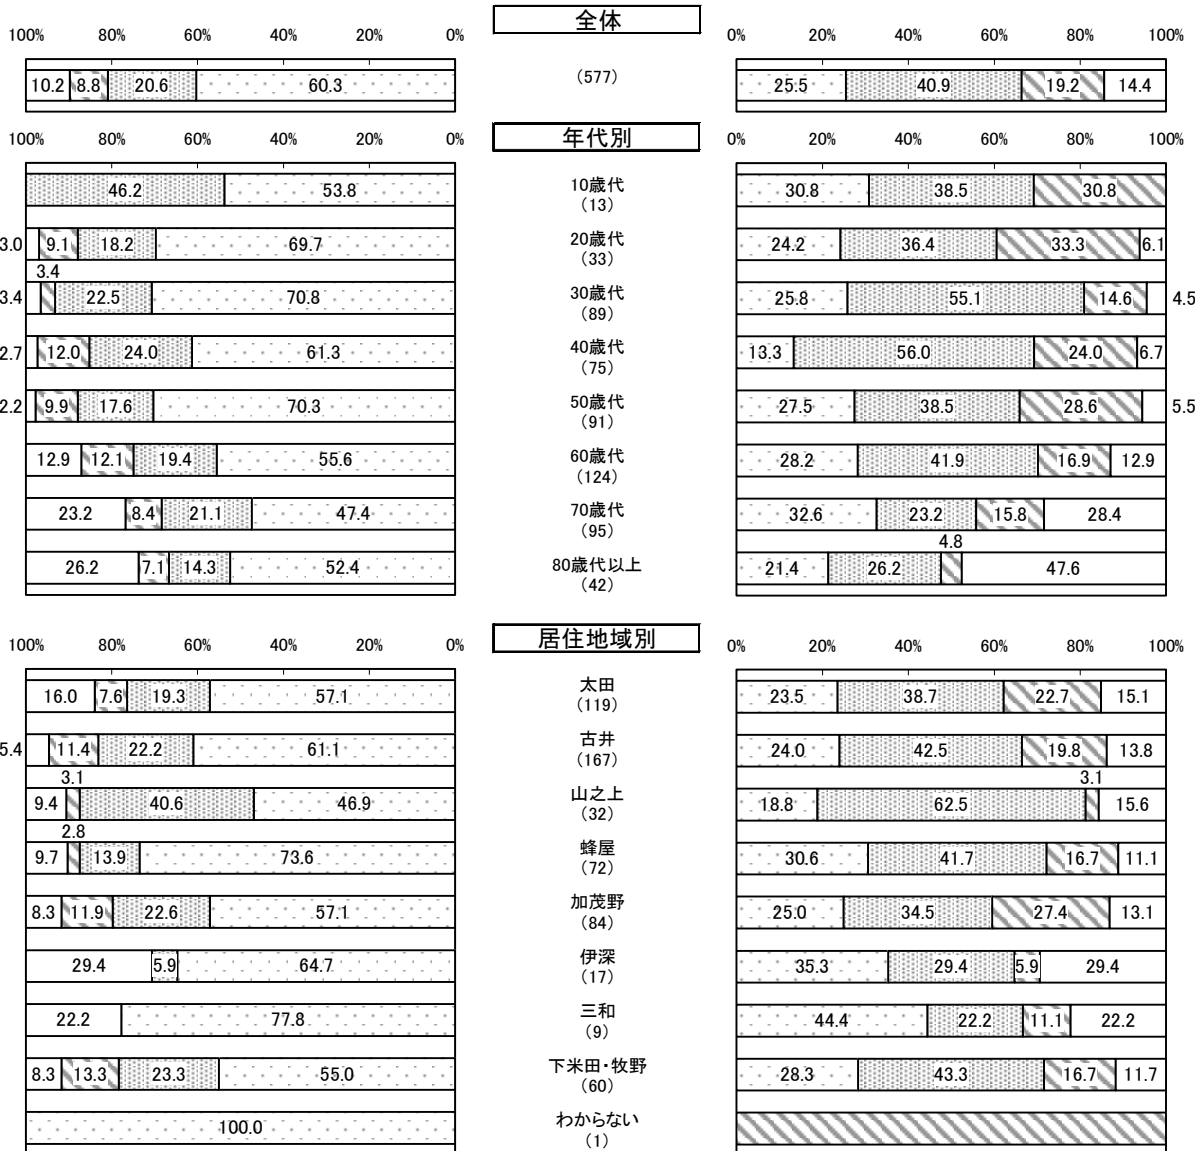 全体
100% 80% 60% 40% 20% 0% 0% 20% 40% 60% 80% 100%
10.2 8.8 20.6 60.3 (577) 25.5 40.9 19.2 14.4
年代別
100% 80% 60% 40% 20% 0% 0% 20% 40% 60% 80% 100%
46.2 53.8 10歳代 30.8 38.5 30.8
(13)
3.0 9.1 18.2 69.7 20歳代 24.2 36.4 33.3 6.1
(33)
3.4
3.4 22.5 70.8 30歳代 25.8 55.1 14.6 4.5
(89)
2.7 12.0 24.0 61.3 40歳代 13.3 56.0 24.0 6.7
(75)
2.2 9.9 17.6 70.3 50歳代 27.5 38.5 28.6 5.5
(91)
12.9 12.1 19.4 55.6 60歳代 28.2 41.9 16.9 12.9
(124)
23.2 8.4 21.1 47.4 70歳代 32.6 23.2 15.8 28.4
(95)
4.8
26.2 7.1 14.3 52.4 80歳代以上 21.4 26.2 47.6
(42)
居住地域別
100% 80% 60% 40% 20% 0% 0% 20% 40% 60% 80% 100%
16.0 7.6 19.3 57.1 太田 23.5 38.7 22.7 15.1
(119)
5.4 11.4 22.2 61.1 古井 24.0 42.5 19.8 13.8
(167)
3.1 3.1
9.4 40.6 46.9 山之上 18.8 62.5 15.6
(32)
2.8
9.7 13.9 73.6 蜂屋 30.6 41.7 16.7 11.1
(72)
8.3 11.9 22.6 57.1 加茂野 25.0 34.5 27.4 13.1
(84)
29.4 5.9 64.7 伊深 35.3 29.4 5.9 29.4
(17)
22.2 77.8 三和 44.4 22.2 11.1 22.2
(9)
8.3 13.3 23.3 55.0 下米田・牧野 28.3 43.3 16.7 11.7
(60)
100.0 わからない
(1)